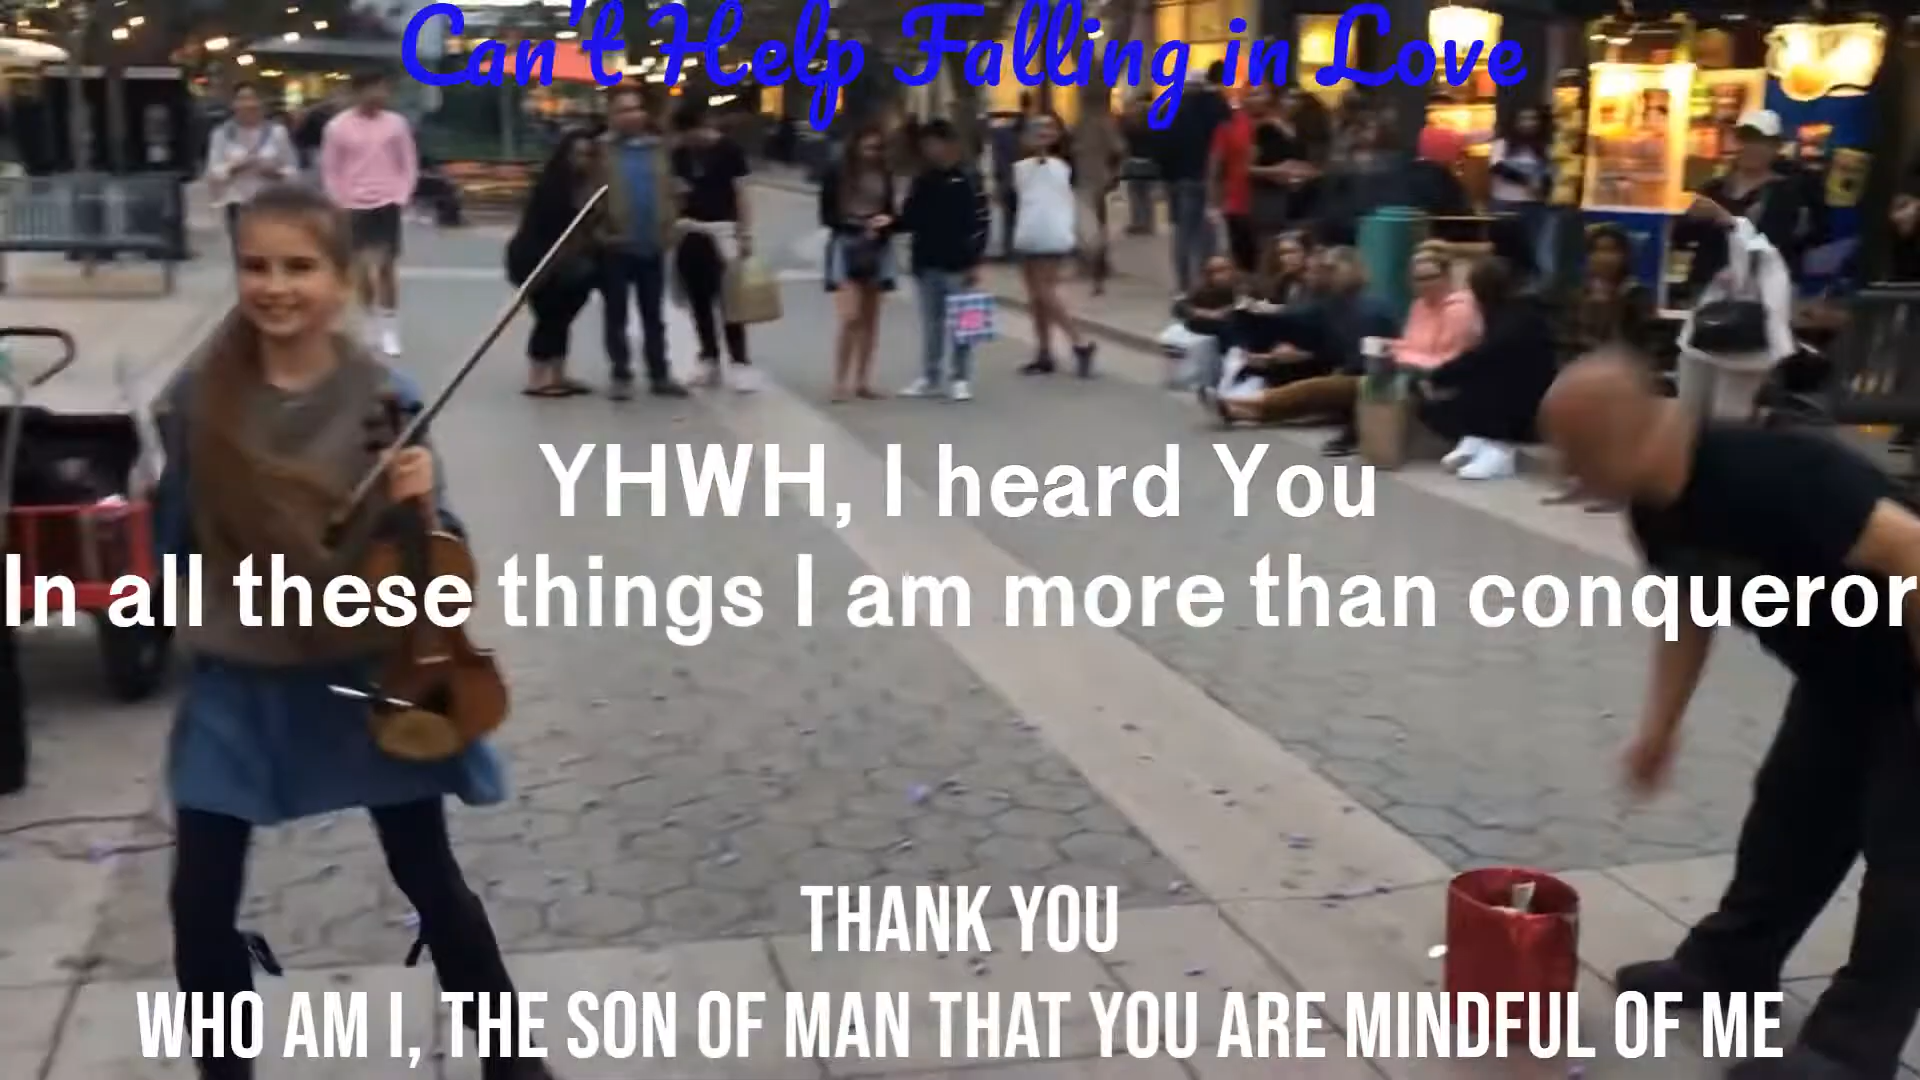 Can't Help Falling in Love
YHWH, I heard You
In all these things I am more than conqueror
THANK YOU
WHO AM I, THE SON OF MAN THAT YOU ARE MINDFUL OF ME